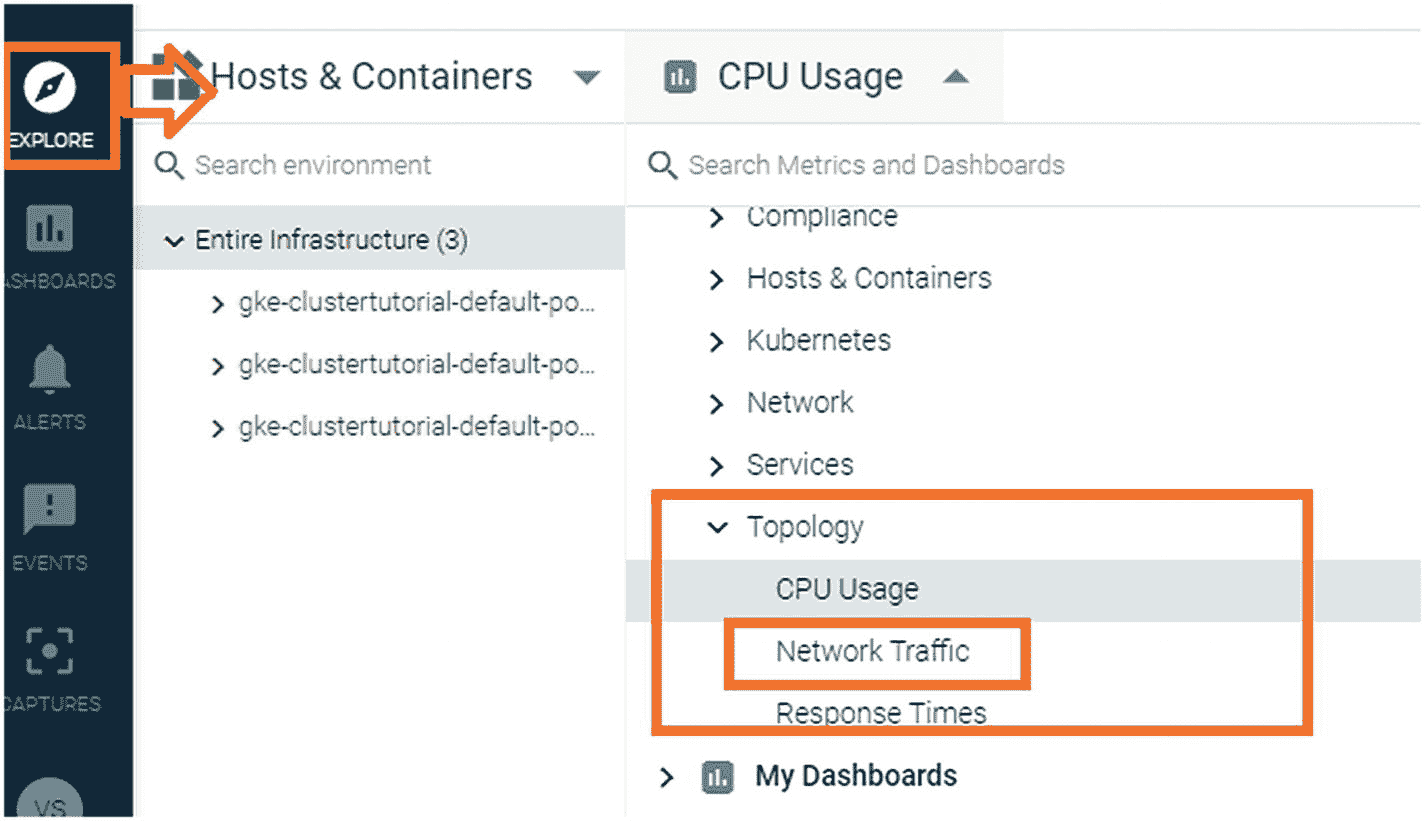 EXPLORE
Hosts & Containers
CPU Usage
Search environment
Search Metrics and Dashboards
Entire Infrastructure (3)
gke-clustertutorial-default-po...
gke-clustertutorial-default-po...
gke-clustertutorial-default-po...
Compliance
Hosts & Containers
Kubernetes
Network
Services
Topology
CPU Usage
Network Traffic
Response Times
My Dashboards
ASHBOARDS
ALERTS
EVENTS
CAPTURES
VS